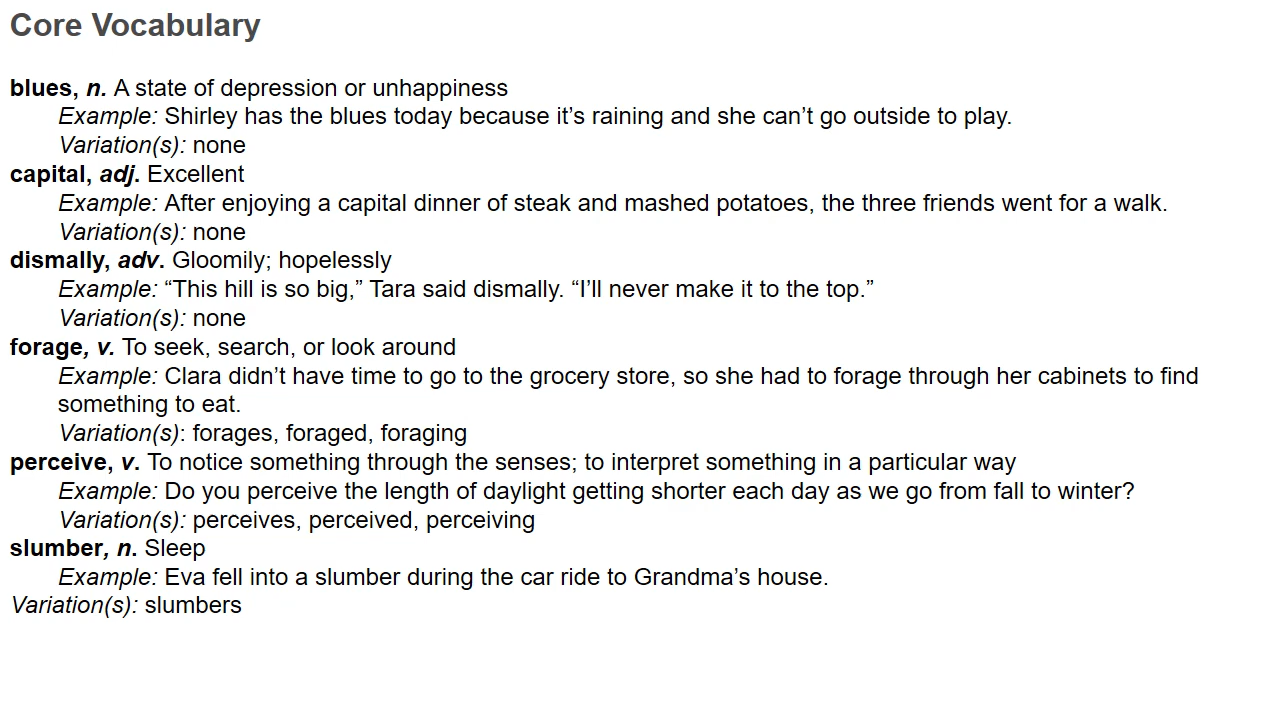 Core Vocabulary
blues, n. A state of depression or unhappiness
Example: Shirley has the blues today because it’s raining and she can’t go outside to play.
Variation(s): none
capital, adj. Excellent
Example: After enjoying a capital dinner of steak and mashed potatoes, the three friends went for a walk.
Variation(s): none
dismally, adv. Gloomily; hopelessly
Example: “This hill is so big,” Tara said dismally. “I’ll never make it to the top.”
Variation(s): none
forage, v. To seek, search, or look around
Example: Clara didn’t have time to go to the grocery store, so she had to forage through her cabinets to find
something to eat.
Variation(s): forages, foraged, foraging
perceive, v. To notice something through the senses; to interpret something in a particular way
Example: Do you perceive the length of daylight getting shorter each day as we go from fall to winter?
Variation(s): perceives, perceived, perceiving
slumber, n. Sleep
Example: Eva fell into a slumber during the car ride to Grandma’s house.
Variation(s): slumbers